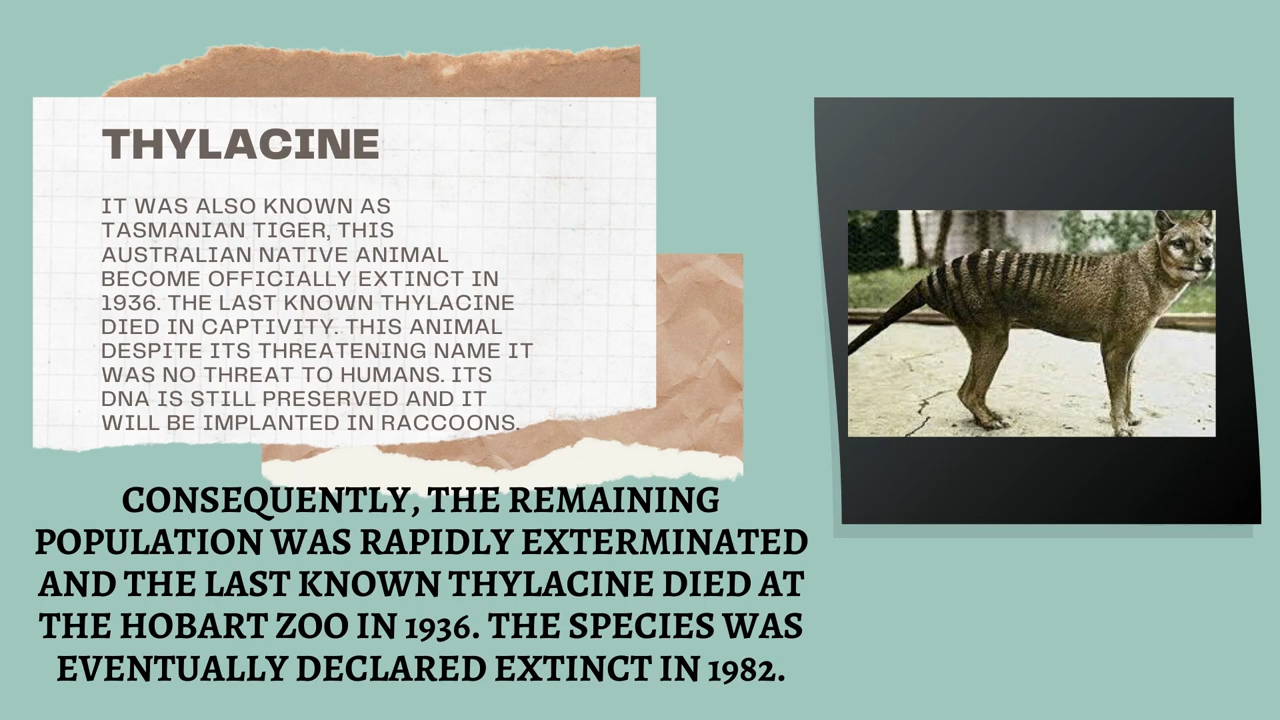 THYLACINE
IT WAS ALSO KNOWN AS
TASMANIAN TIGER, THIS
AUSTRALIAN NATIVE ANIMAL
BECOME OFFICIALLY EXTINCT IN
1936. THE LAST KNOWN THYLACINE
DIED IN CAPTIVITY. THIS ANIMAL
DESPITE ITS THREATENING NAME IT
WAS NO THREAT TO HUMANS. ITS
DNA IS STILL PRESERVED AND IT
WILL BE IMPLANTED IN RACCOONS.
CONSEQUENTLY, THE REMAINING
POPULATION WAS RAPIDLY EXTERMINATED
AND THE LAST KNOWN THYLACINE DIED AT
THE HOBART ZOO IN 1936. THE SPECIES WAS
EVENTUALLY DECLARED EXTINCT IN 1982.